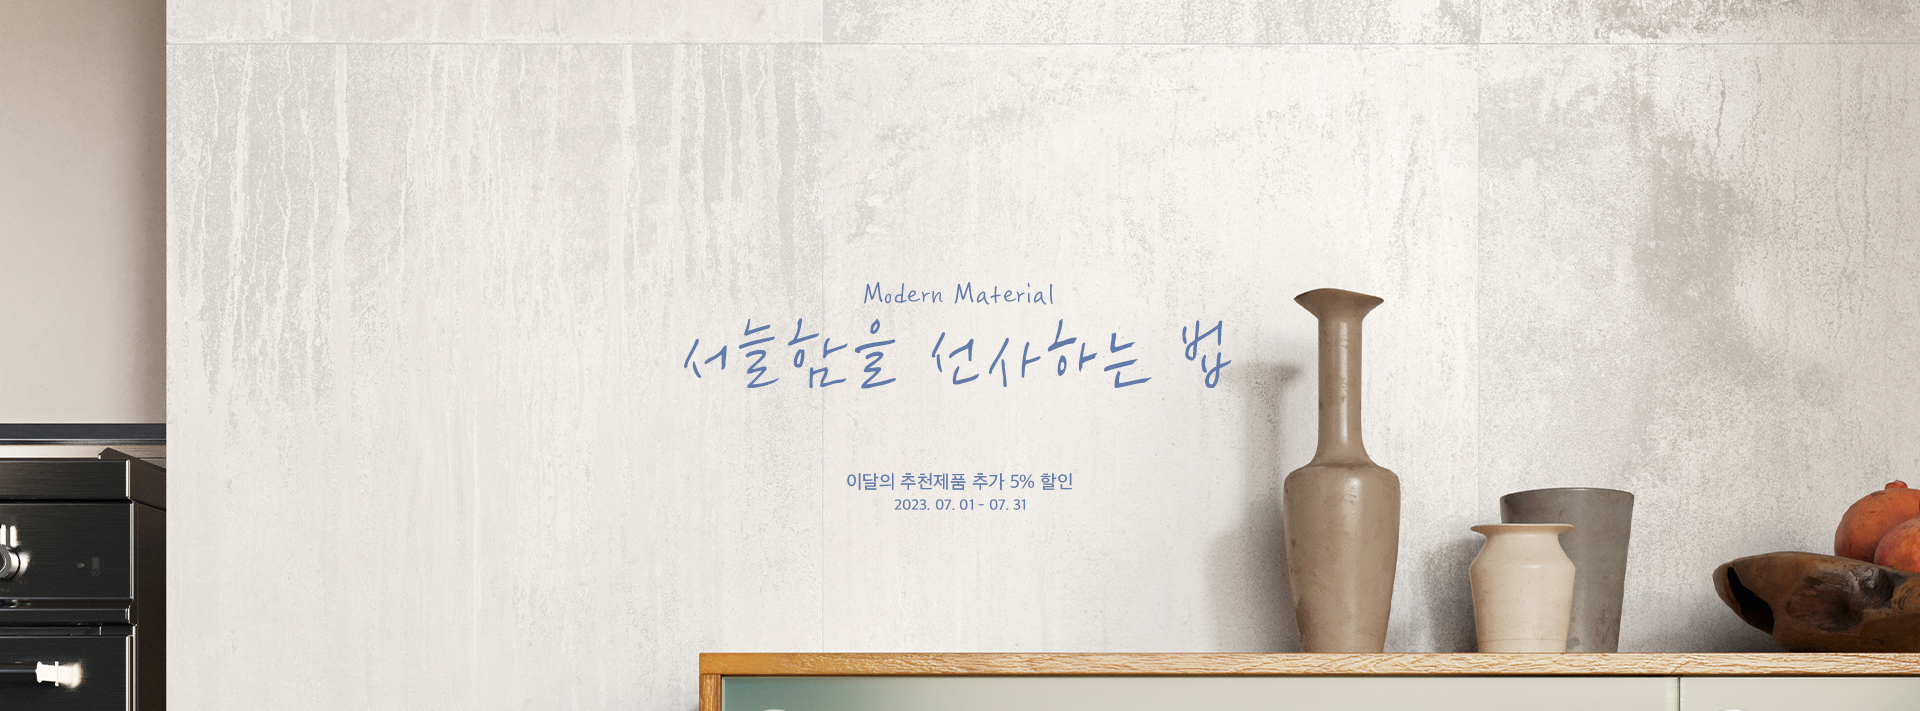 Modern Material
서늘함을 선사하는 법
이달의 추천제품 추가 5% 할인
2023. 07. 01 - 07. 31